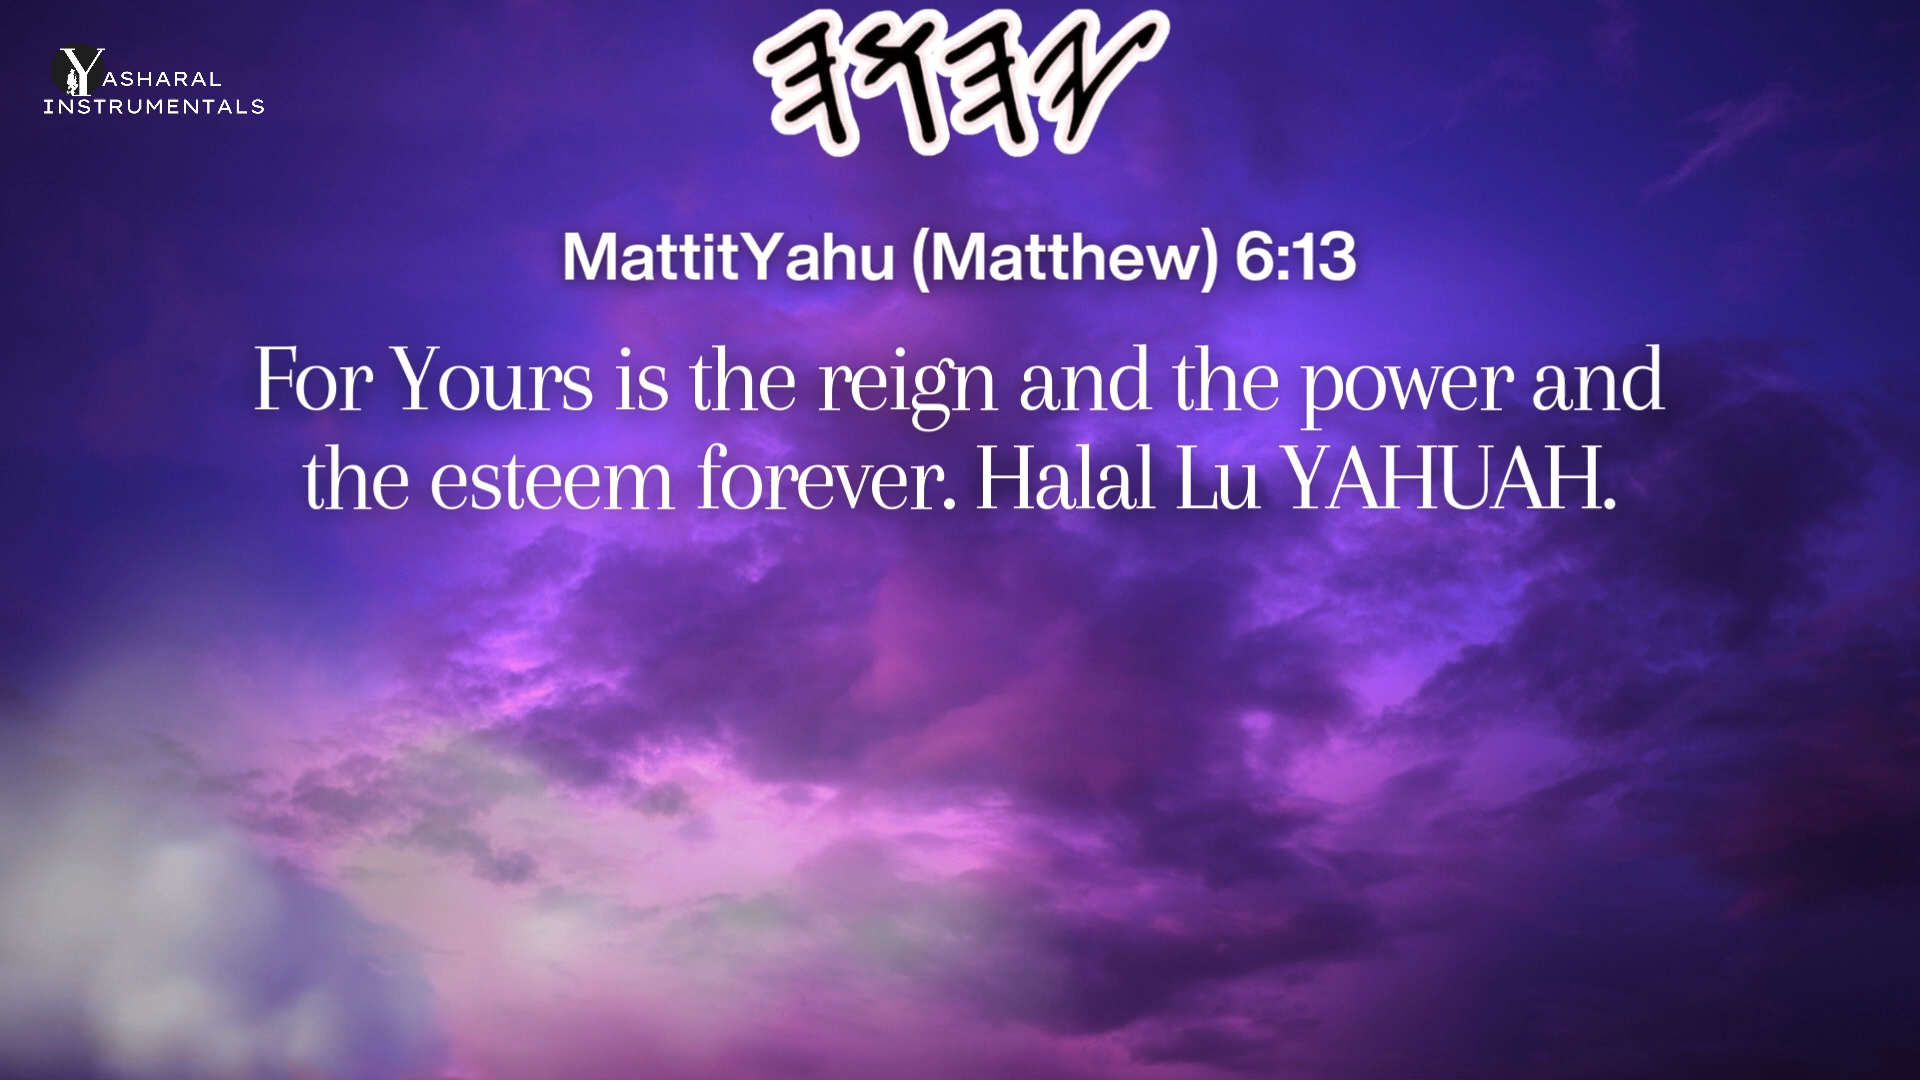 𐤉𐤄𐤅𐤄
YASHARAL
INSTRUMENTALS
MattitYahu (Matthew) 6:13
For Yours is the reign and the power and
the esteem forever. Halal Lu YAHUAH.